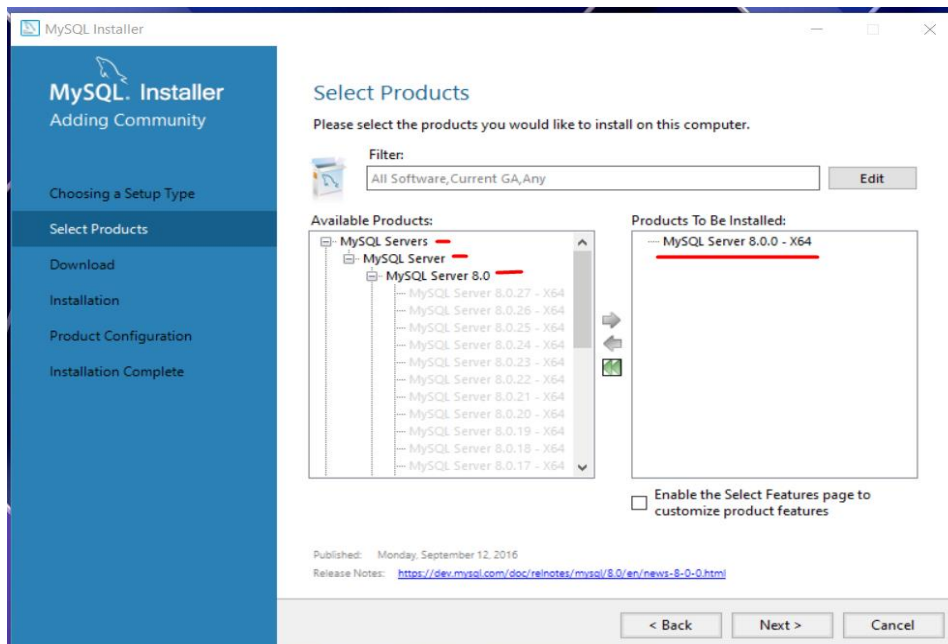 MySQL Installer
MySQL. Installer
Adding Community
Choosing a Setup Type
Select Products
Download
Installation
Product Configuration
Installation Complete
Select Products
Please select the products you would like to install on this computer.
Filter:
All Software,Current GA,Any
Edit
Available Products:
MySQL Servers
MySQL Server
MySQL Server 8.0
MySQL Server 8.0.27 - X64
MySQL Server 8.0.26 - X64
MySQL Server 8.0.25 - X64
MySQL Server 8.0.24 - X64
MySQL Server 8.0.23 - X64
MySQL Server 8.0.22 - X64
MySQL Server 8.0.21 - X64
MySQL Server 8.0.20 - X64
MySQL Server 8.0.19 - X64
MySQL Server 8.0.18 - X64
MySQL Server 8.0.17 - X64
Products To Be Installed:
MySQL Server 8.0.0 - X64
Enable the Select Features page to
customize product features
Published: Monday, September 12, 2016
Release Notes: https://dev.mysql.com/doc/relnotes/mysql/8.0/en/news-8-0-0.html
< Back
Next >
Cancel